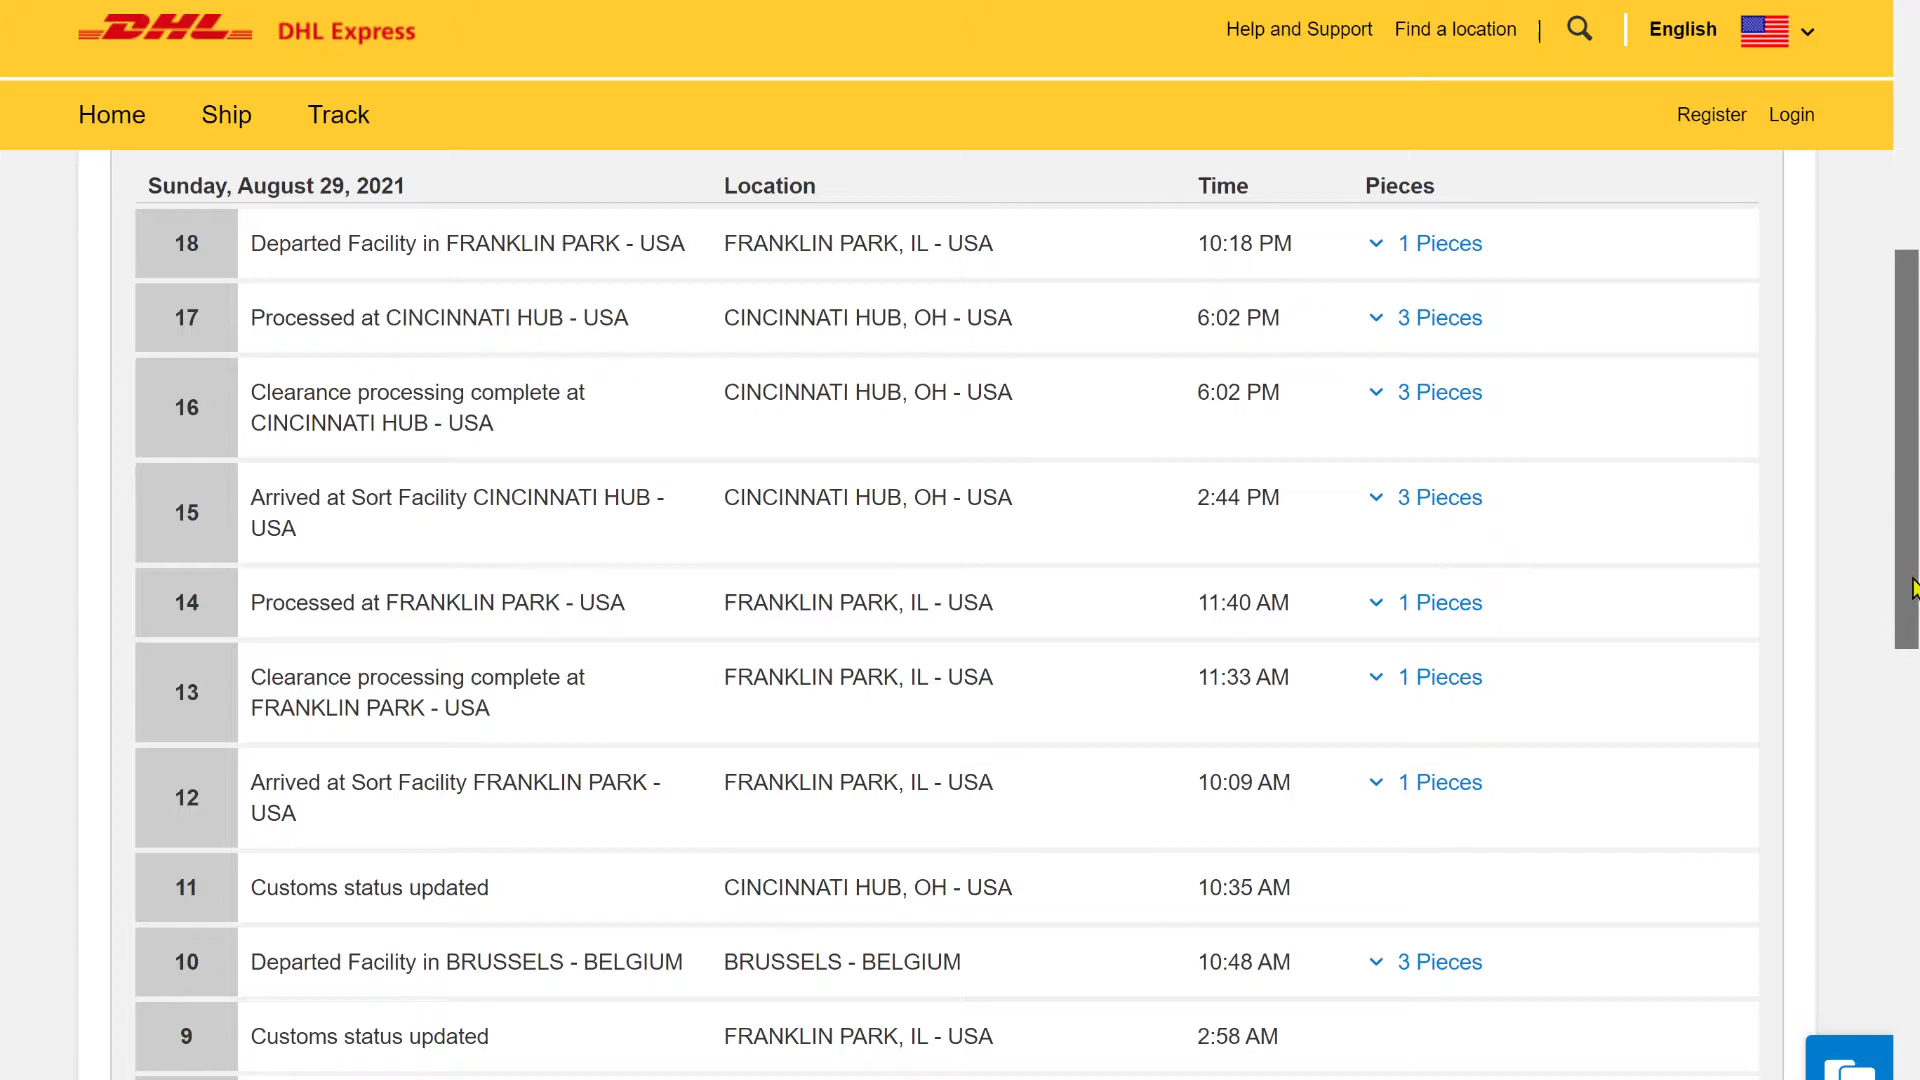 DHL DHL Express Help and Support Find a location | English
Home Ship Track Register Login
Sunday, August 29, 2021 Location Time Pieces
18 Departed Facility in FRANKLIN PARK - USA FRANKLIN PARK, IL - USA 10:18 PM 1 Pieces
17 Processed at CINCINNATI HUB - USA CINCINNATI HUB, OH - USA 6:02 PM 3 Pieces
16 Clearance processing complete at CINCINNATI HUB, OH - USA 6:02 PM 3 Pieces
CINCINNATI HUB - USA
15 Arrived at Sort Facility CINCINNATI HUB - CINCINNATI HUB, OH - USA 2:44 PM 3 Pieces
USA
14 Processed at FRANKLIN PARK - USA FRANKLIN PARK, IL - USA 11:40 AM 1 Pieces
13 Clearance processing complete at FRANKLIN PARK, IL - USA 11:33 AM 1 Pieces
FRANKLIN PARK - USA
12 Arrived at Sort Facility FRANKLIN PARK - FRANKLIN PARK, IL - USA 10:09 AM 1 Pieces
USA
11 Customs status updated CINCINNATI HUB, OH - USA 10:35 AM
10 Departed Facility in BRUSSELS - BELGIUM BRUSSELS - BELGIUM 10:48 AM 3 Pieces
9 Customs status updated FRANKLIN PARK, IL - USA 2:58 AM